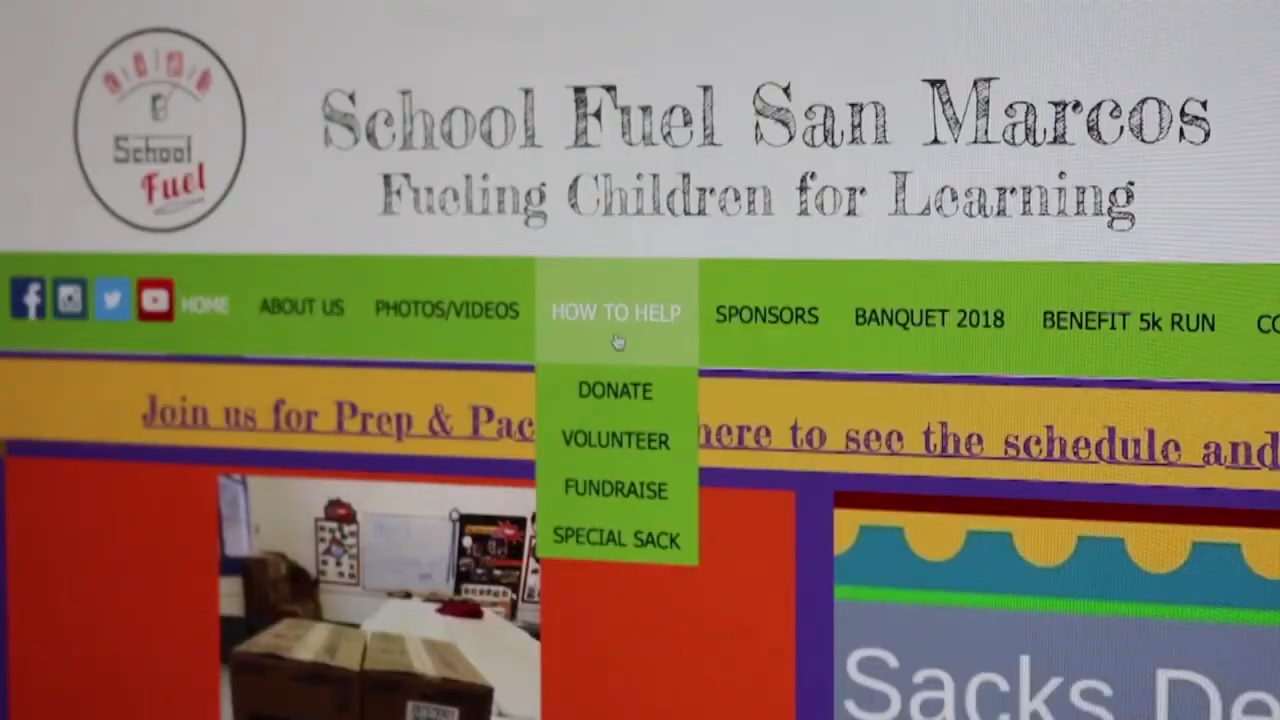 School
Fuel
School Fuel San Marcos
Fueling Children for Learning
HOME
ABOUT US
PHOTOS/VIDEOS
HOW TO HELP
SPONSORS
BANQUET 2018
BENEFIT 5k RUN
DONATE
VOLUNTEER
FUNDRAISE
SPECIAL SACK
Join us for Prep & Pac here to see the schedule and
Sacks De